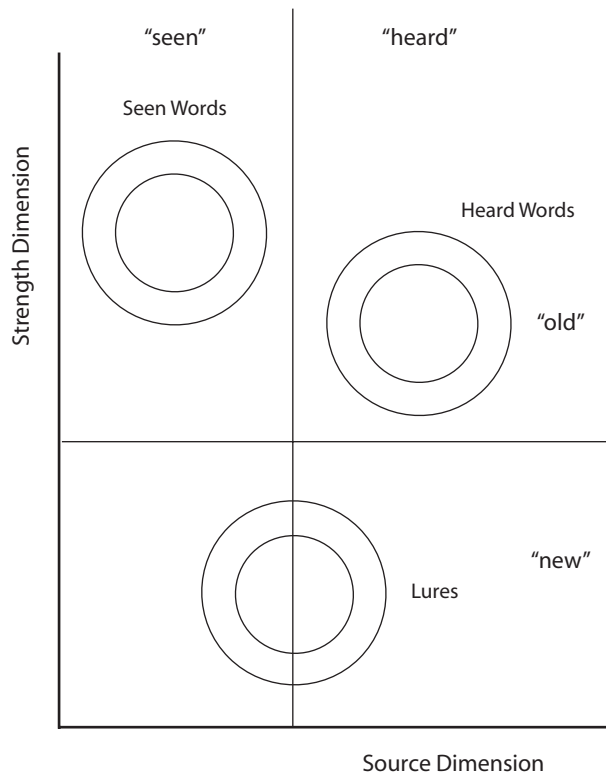 “seen”
“heard”
Seen Words
Strength Dimension
Heard Words
“old”
“new”
Lures
Source Dimension